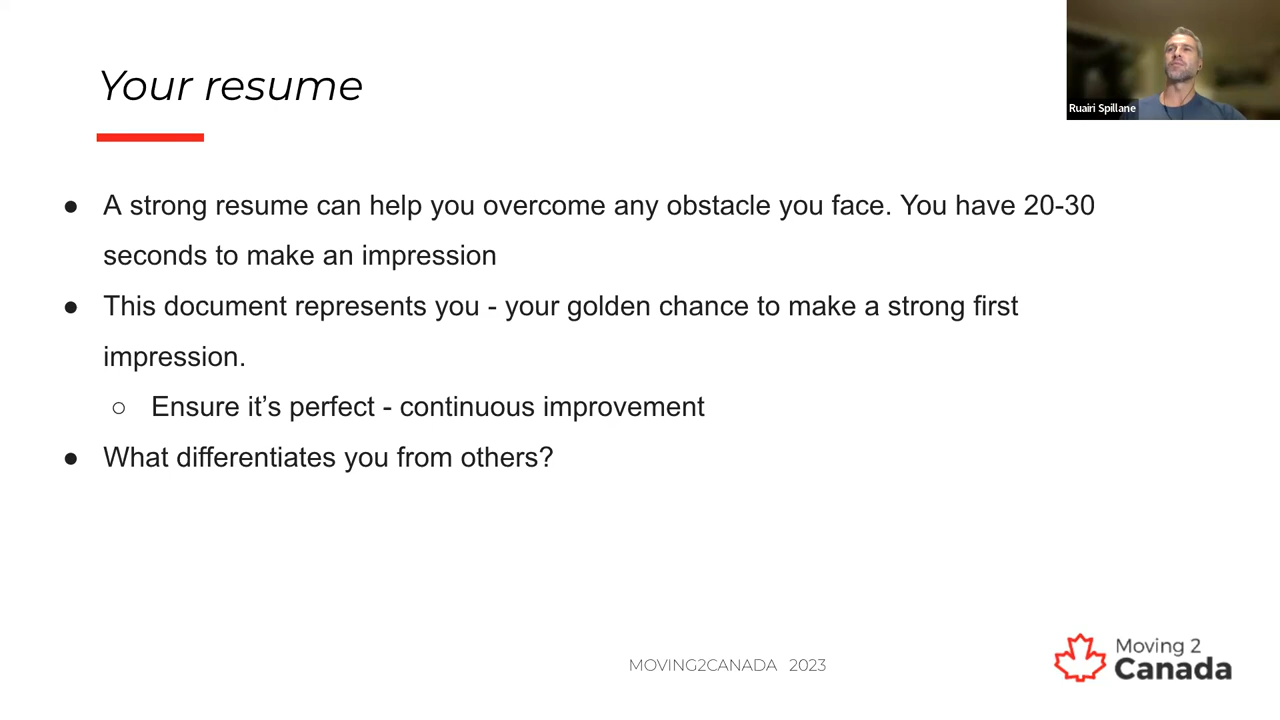 Your resume
Ruairi Spillane
● A strong resume can help you overcome any obstacle you face. You have 20-30
seconds to make an impression
● This document represents you - your golden chance to make a strong first
impression.
○ Ensure it’s perfect - continuous improvement
● What differentiates you from others?
MOVING2CANADA 2023
Moving 2
Canada